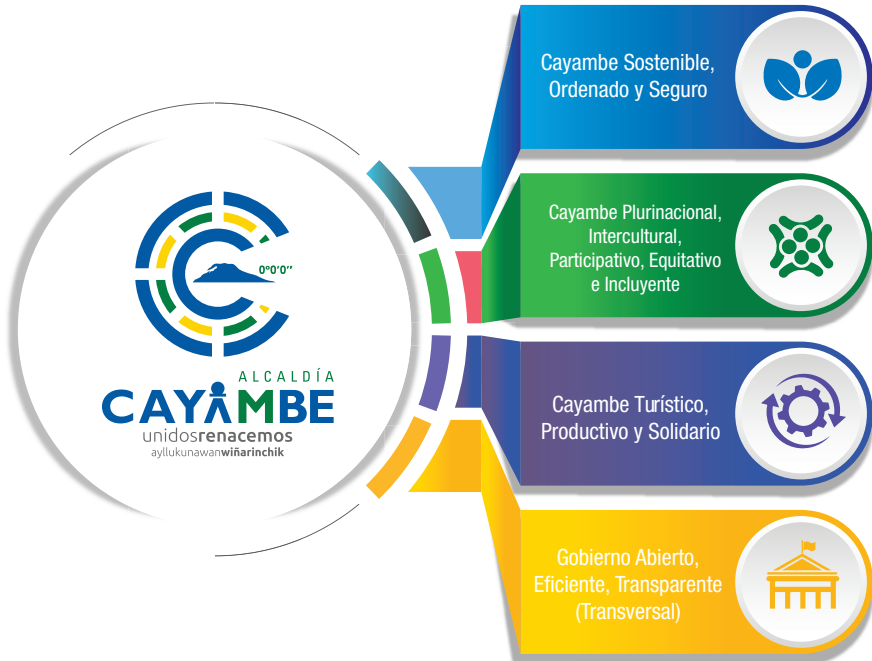 0°0'0"
ALCALDÍA
CAYAMBE
unidosrenacemos
ayllukunawanwiñarinchik
Cayambe Sostenible,
Ordenado y Seguro
Cayambe Plurinacional,
Intercultural,
Participativo, Equitativo
e Incluyente
Cayambe Turístico,
Productivo y Solidario
Gobierno Abierto,
Eficiente, Transparente
(Transversal)